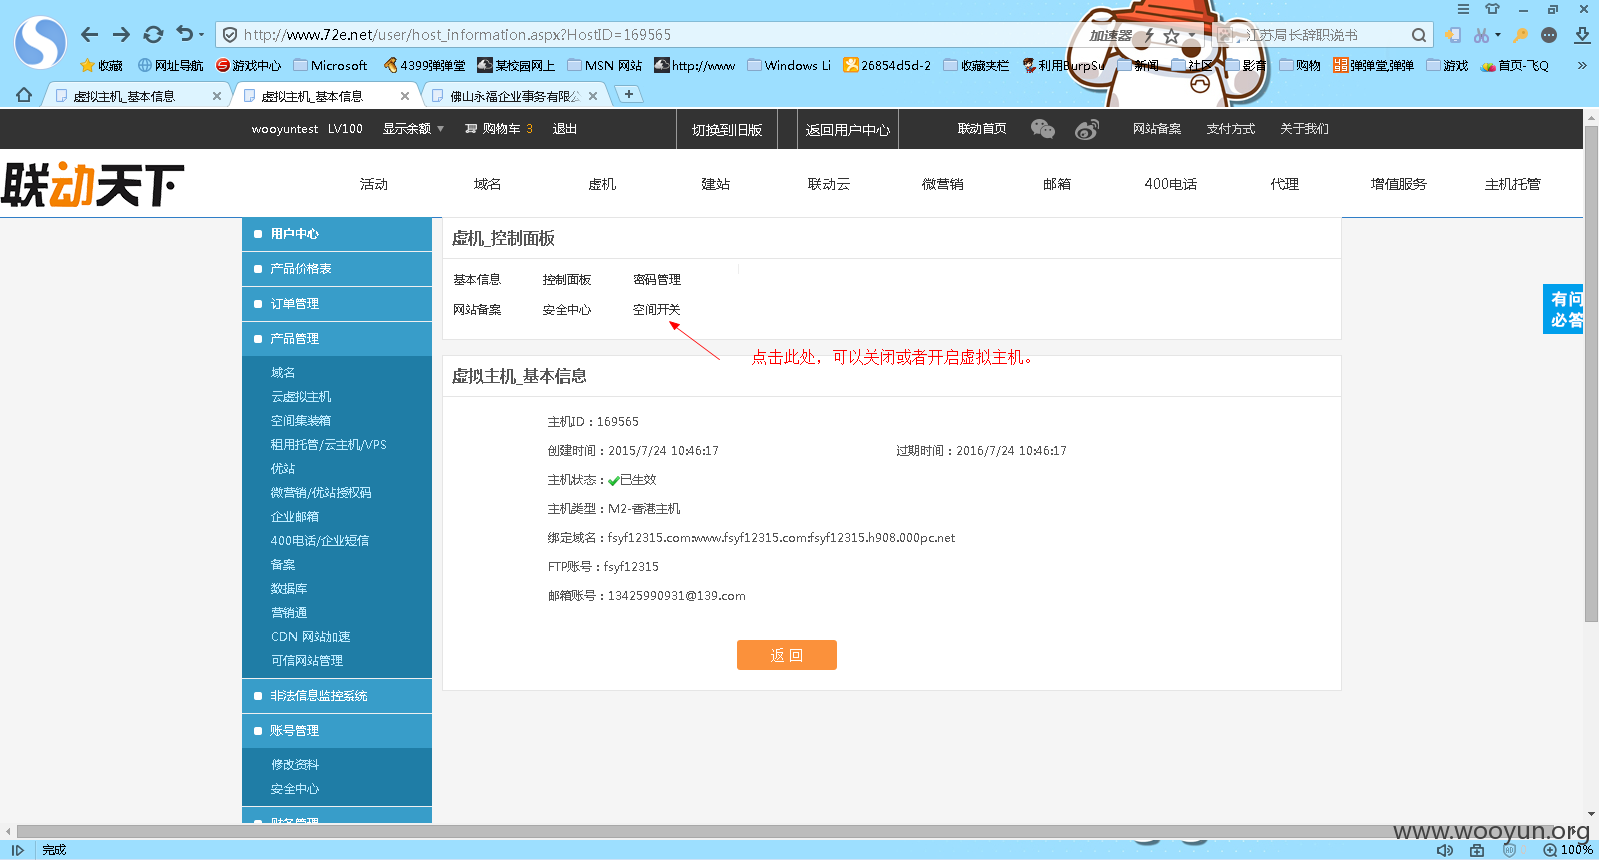 http://www.72e.net/user/host_information.aspx?HostID=169565
加速器
江苏局长辞职说书
收藏 网址导航 游戏中心 Microsoft 4399弹弹堂 某校园网上 MSN 网站 http://www Windows Li 26854d5d-2 收藏夹栏 利用BurpSu 新闻 社区 影音 购物 弹弹堂,弹弹 游戏 首页-飞Q »
虚拟主机_基本信息 × 虚拟主机_基本信息 × 佛山永福企业事务有限公 × +
wooyuntest LV100 显示余额 购物车 3 退出 切换到旧版 返回用户中心 联动首页 网站备案 支付方式 关于我们
联动天下 活动 域名 虚机 建站 联动云 微营销 邮箱 400电话 代理 增值服务 主机托管
用户中心
产品价格表
订单管理
产品管理
域名
云虚拟主机
空间集装箱
租用托管/云主机/VPS
优站
微营销/优站授权码
企业邮箱
400电话/企业短信
备案
数据库
营销通
CDN 网站加速
可信网站管理
非法信息监控系统
账号管理
修改资料
安全中心
财务管理
虚机_控制面板
基本信息 控制面板 密码管理
网站备案 安全中心 空间开关
点击此处，可以关闭或者开启虚拟主机。
虚拟主机_基本信息
主机ID：169565
创建时间：2015/7/24 10:46:17 过期时间：2016/7/24 10:46:17
主机状态：已生效
主机类型：M2-香港主机
绑定域名：fsyf12315.com:www.fsyf12315.com:fsyf12315.h908.000pc.net
FTP账号：fsyf12315
邮箱账号：13425990931@139.com
返 回
有问
必答
www.wooyun.org
完成
100%